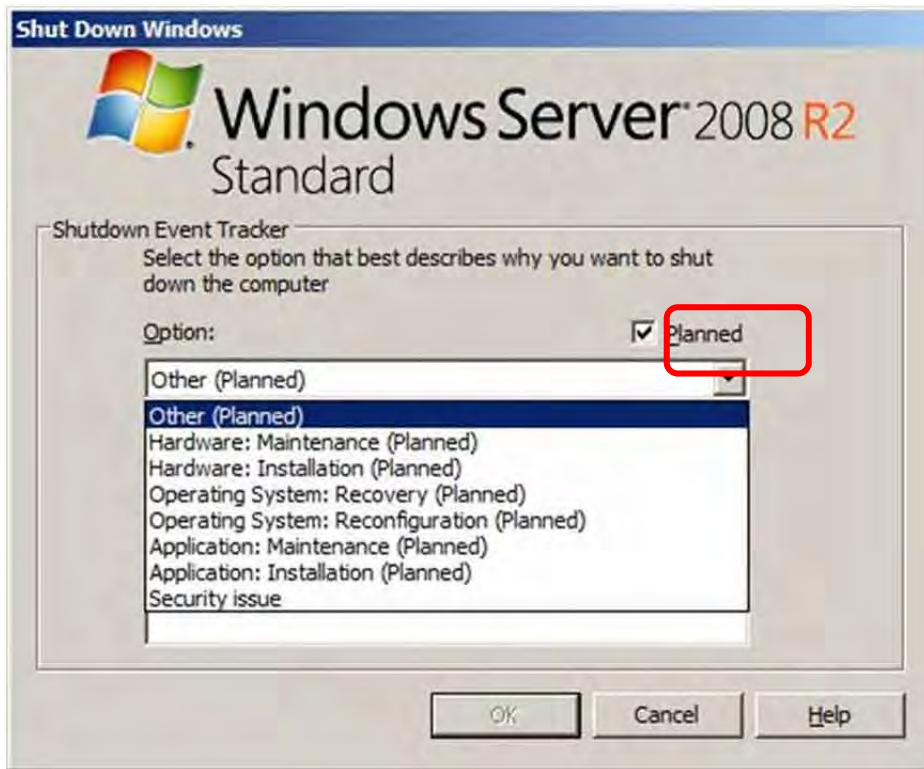 Shut Down Windows
Windows Server 2008 R2
Standard
Shutdown Event Tracker
Select the option that best describes why you want to shut
down the computer
Option: Planned
Other (Planned)
Other (Planned)
Hardware: Maintenance (Planned)
Hardware: Installation (Planned)
Operating System: Recovery (Planned)
Operating System: Reconfiguration (Planned)
Application: Maintenance (Planned)
Application: Installation (Planned)
Security issue
OK Cancel Help